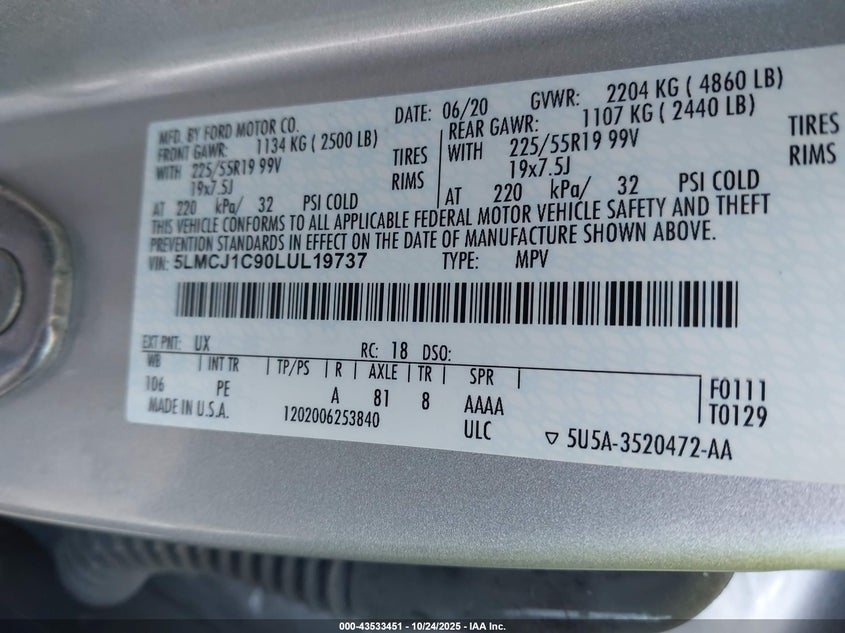 MFD. BY FORD MOTOR CO. DATE: 06/20 GVWR: 2204 KG ( 4860 LB)
FRONT GAWR: 1134 KG ( 2500 LB) REAR GAWR: 1107 KG ( 2440 LB)
WITH 225/55R19 99V TIRES WITH 225/55R19 99V TIRES
19x7.5J RIMS 19x7.5J RIMS
AT 220 kPa/ 32 PSI COLD AT 220 kPa/ 32 PSI COLD
THIS VEHICLE CONFORMS TO ALL APPLICABLE FEDERAL MOTOR VEHICLE SAFETY AND THEFT
PREVENTION STANDARDS IN EFFECT ON THE DATE OF MANUFACTURE SHOWN ABOVE.
VIN: 5LMCJ1C90LUL19737 TYPE: MPV
EXT PNT: UX RC: 18 DSO:
WB | INT TR | TP/PS | R | AXLE | TR | SPR |
106 PE A 81 8 AAAA F0111
MADE IN U.S.A. 1202006253840 ULC T0129
▽ 5U5A-3520472-AA
000-43533451 - 10/24/2025 - IAA Inc.